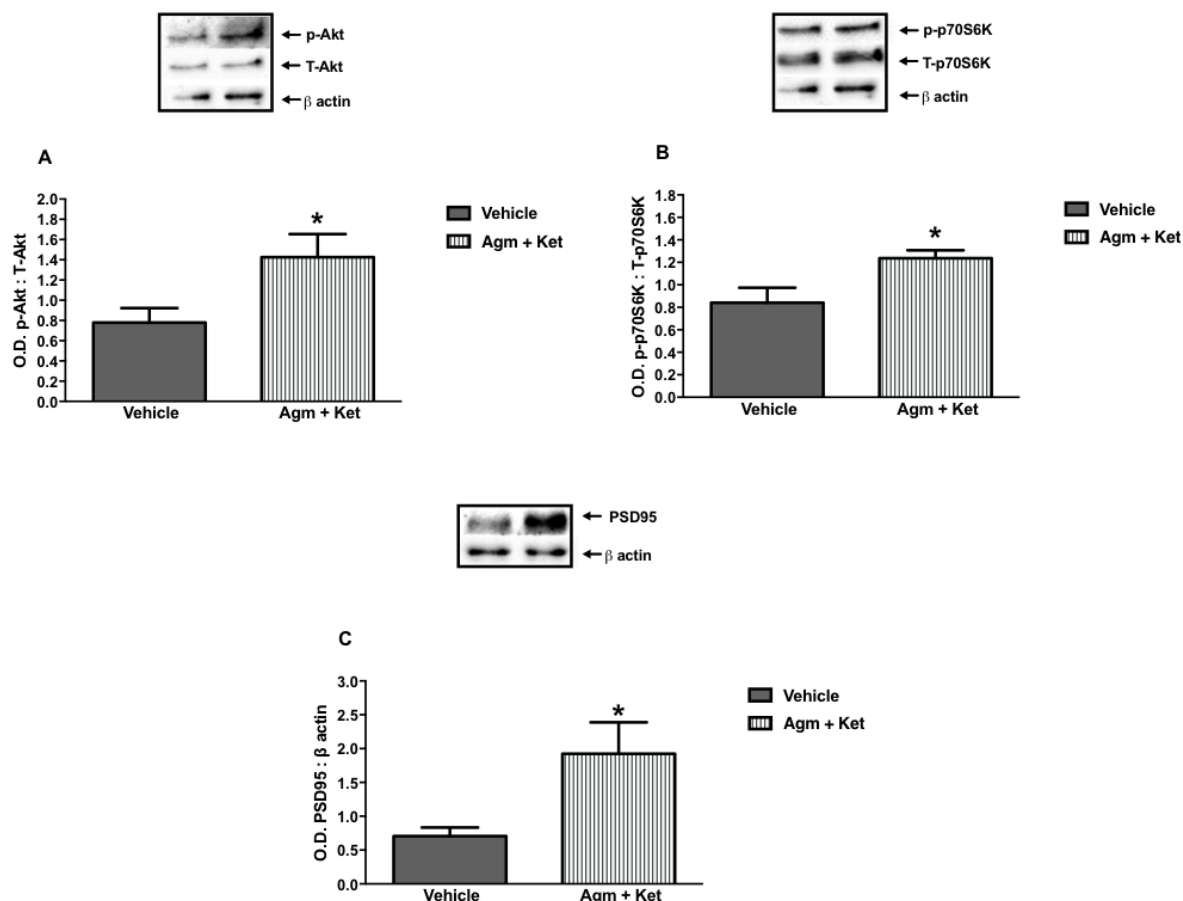 p-Akt
T-Akt
β actin
p-p70S6K
T-p70S6K
β actin
A
O.D. p-Akt : T-Akt
2.0
1.8
1.6
1.4
1.2
1.0
0.8
0.6
0.4
0.2
0.0
*
Vehicle
Agm + Ket
Vehicle
Agm + Ket
B
O.D. p-p70S6K : T-p70S6K
1.8
1.6
1.4
1.2
1.0
0.8
0.6
0.4
0.2
0.0
*
Vehicle
Agm + Ket
Vehicle
Agm + Ket
PSD95
β actin
C
O.D. PSD95 : β actin
3.0
2.5
2.0
1.5
1.0
0.5
0.0
*
Vehicle
Agm + Ket
Vehicle
Agm + Ket